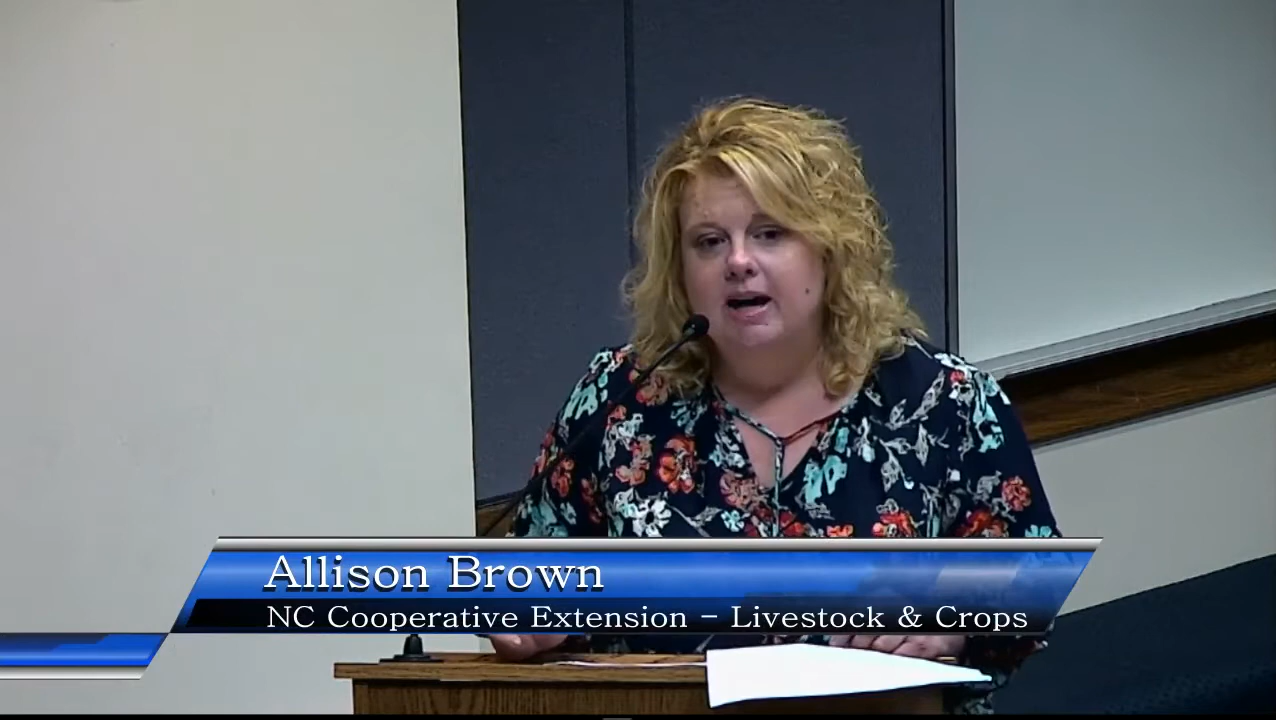 Allison Brown
NC Cooperative Extension – Livestock & Crops